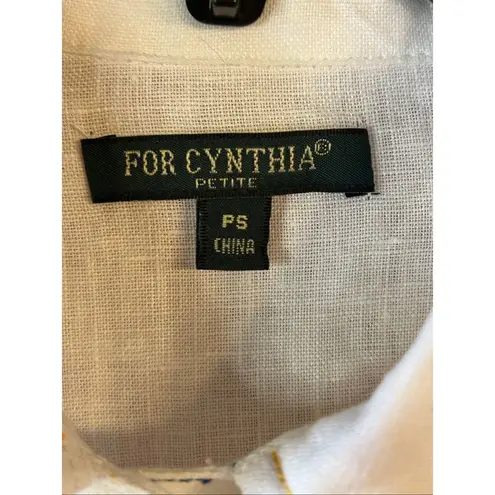 FOR CYNTHIA®
PETITE
PS
CHINA